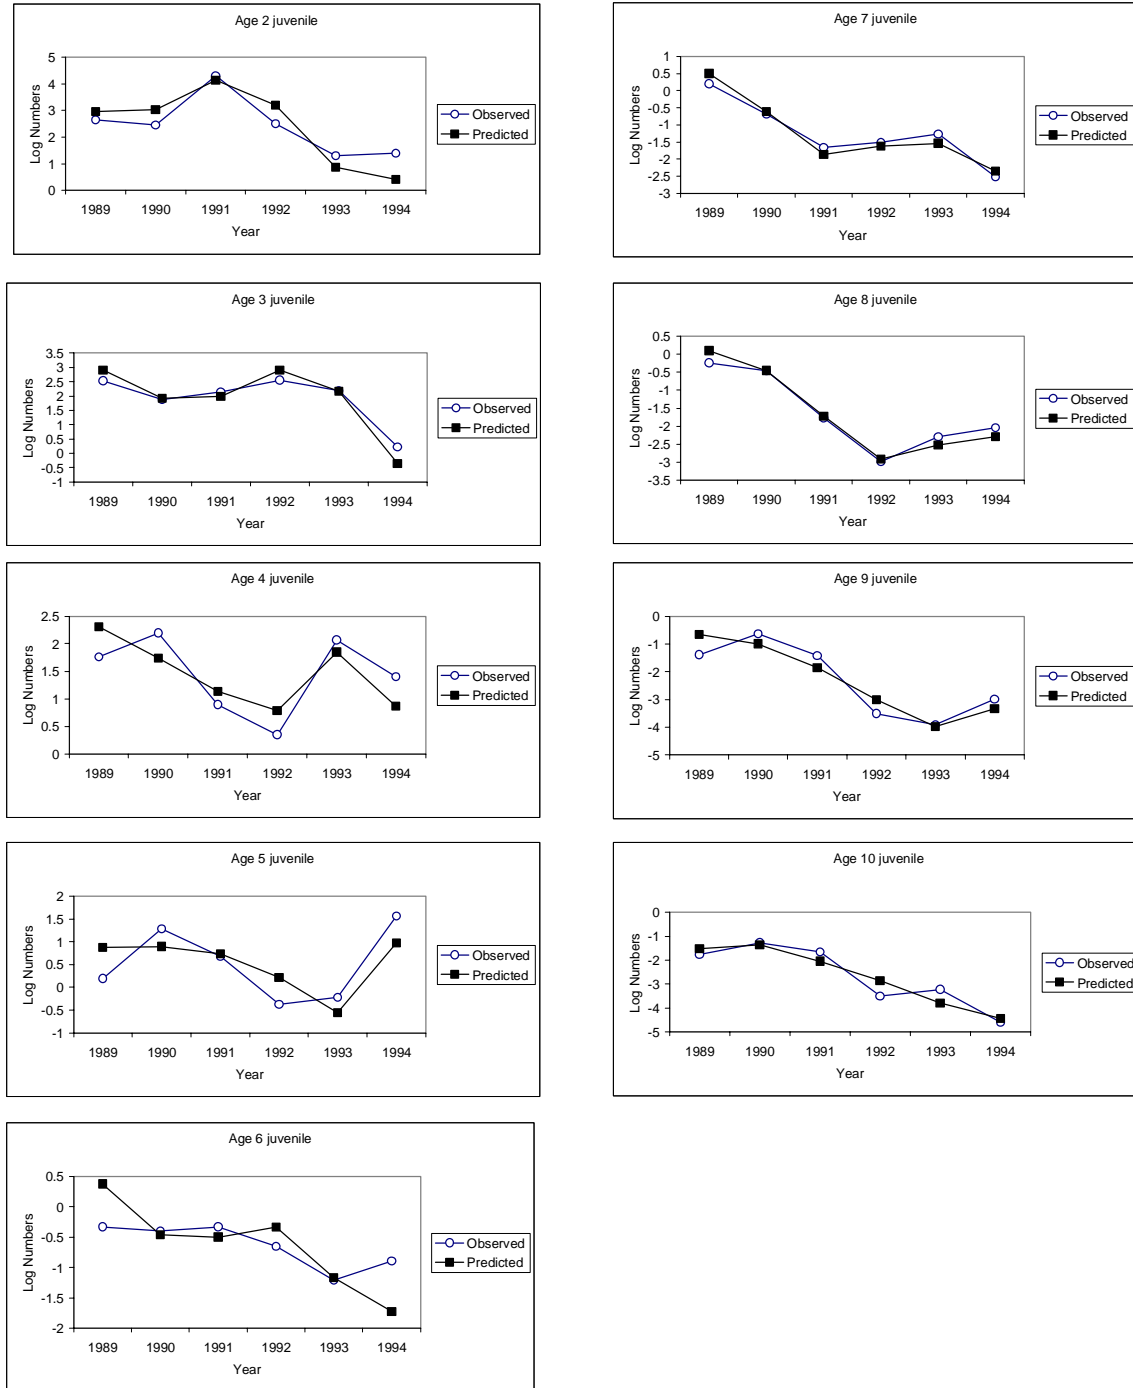 Age 2 juvenile
5
4
3
2
1
0
Log Numbers
1989 1990 1991 1992 1993 1994
Year
Observed
Predicted
Age 3 juvenile
3.5
3
2.5
2
1.5
1
0.5
0
-0.5
-1
Log Numbers
1989 1990 1991 1992 1993 1994
Year
Observed
Predicted
Age 4 juvenile
2.5
2
1.5
1
0.5
0
Log Numbers
1989 1990 1991 1992 1993 1994
Year
Observed
Predicted
Age 5 juvenile
2
1.5
1
0.5
0
-0.5
-1
Log Numbers
1989 1990 1991 1992 1993 1994
Year
Observed
Predicted
Age 6 juvenile
0.5
0
-0.5
-1
-1.5
-2
Log Numbers
1989 1990 1991 1992 1993 1994
Year
Observed
Predicted
Age 7 juvenile
1
0.5
0
-0.5
-1
-1.5
-2
-2.5
-3
Log Numbers
1989 1990 1991 1992 1993 1994
Year
Observed
Predicted
Age 8 juvenile
0.5
0
-0.5
-1
-1.5
-2
-2.5
-3
-3.5
Log Numbers
1989 1990 1991 1992 1993 1994
Year
Observed
Predicted
Age 9 juvenile
0
-1
-2
-3
-4
-5
Log Numbers
1989 1990 1991 1992 1993 1994
Year
Observed
Predicted
Age 10 juvenile
0
-1
-2
-3
-4
-5
Log Numbers
1989 1990 1991 1992 1993 1994
Year
Observed
Predicted